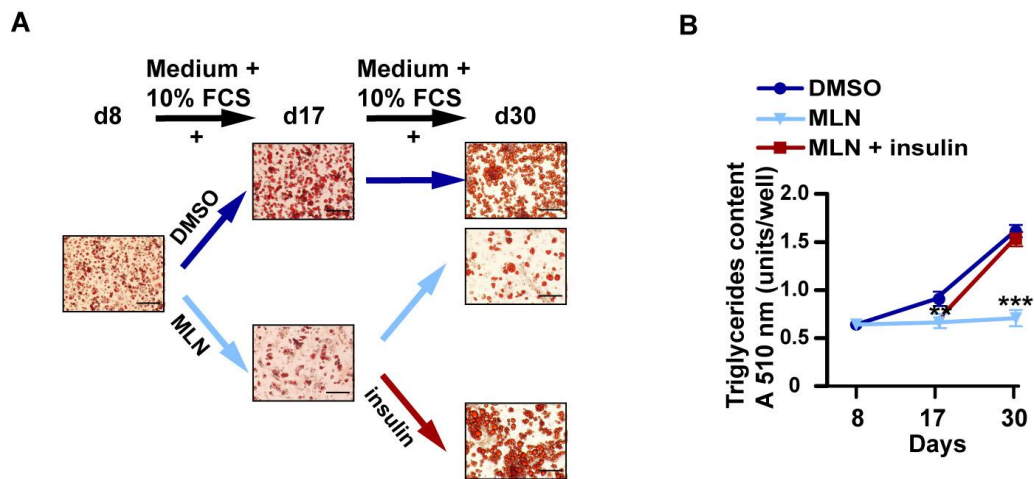 A
Medium +
10% FCS
Medium +
10% FCS
d8
+
d17
+
d30
DMSO
MLN
insulin
B
DMSO
MLN
MLN + insulin
Triglycerides content
A 510 nm (units/well)
2.0
1.5
1.0
0.5
0
**
***
8
17
30
Days